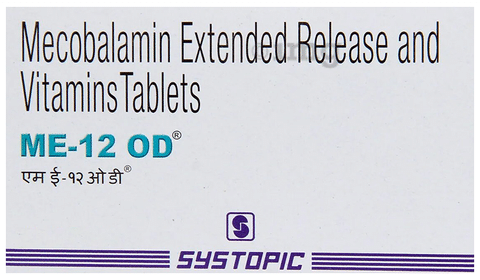 Mecobalamin Extended Release and
Vitamins Tablets
ME-12 OD®
एम ई-१२ ओ डी®
S
SYSTOPIC